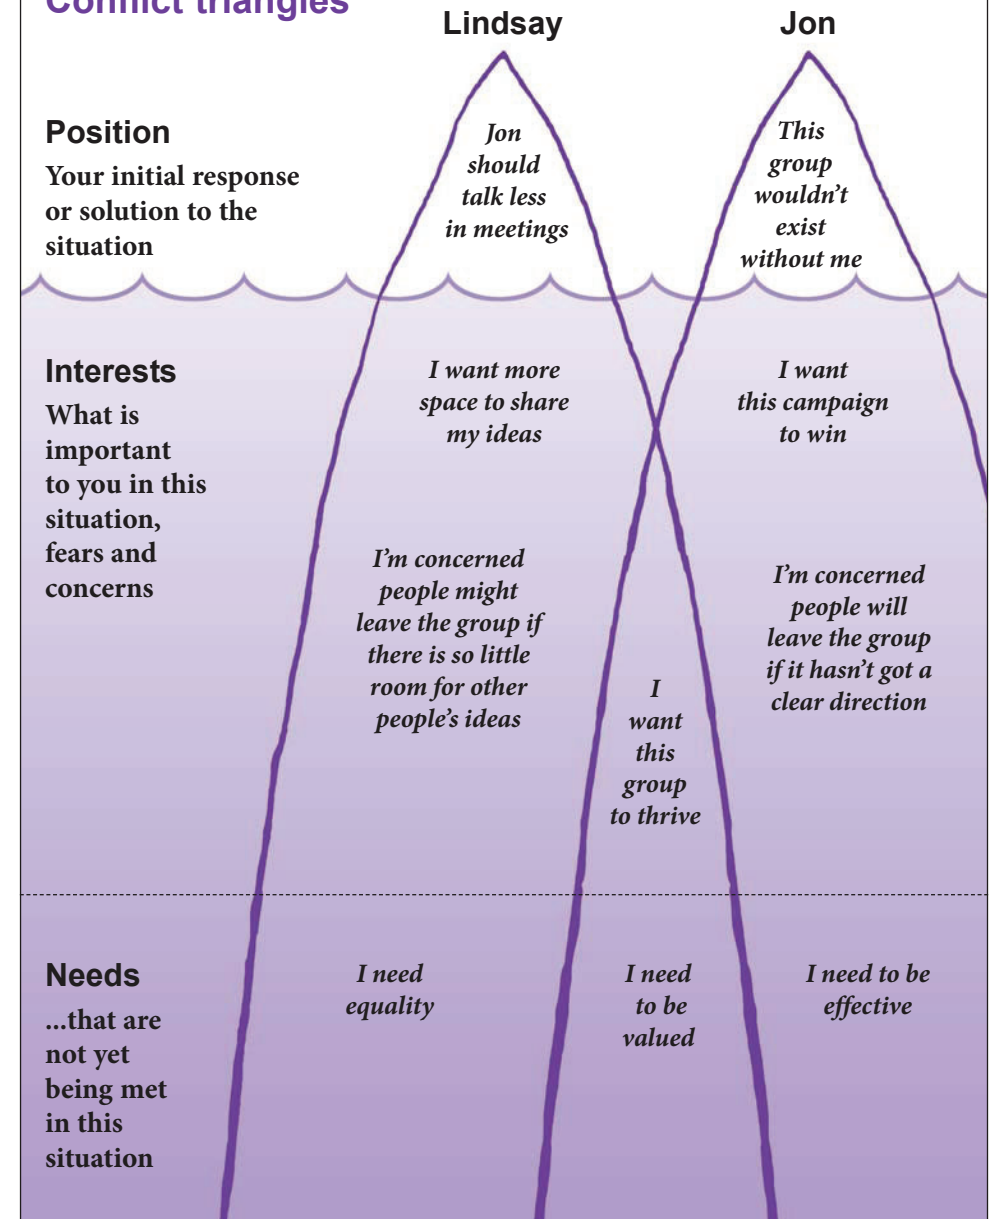 Conflict triangles
Lindsay
Jon
Position
Your initial response
or solution to the
situation
Jon
should
talk less
in meetings
This
group
wouldn’t
exist
without me
Interests
What is
important
to you in this
situation,
fears and
concerns
I want more
space to share
my ideas
I want
this campaign
to win
I’m concerned
people might
leave the group if
there is so little
room for other
people’s ideas
I
want
this
group
to thrive
I’m concerned
people will
leave the group
if it hasn’t got a
clear direction
Needs
...that are
not yet
being met
in this
situation
I need
equality
I need
to be
valued
I need to be
effective